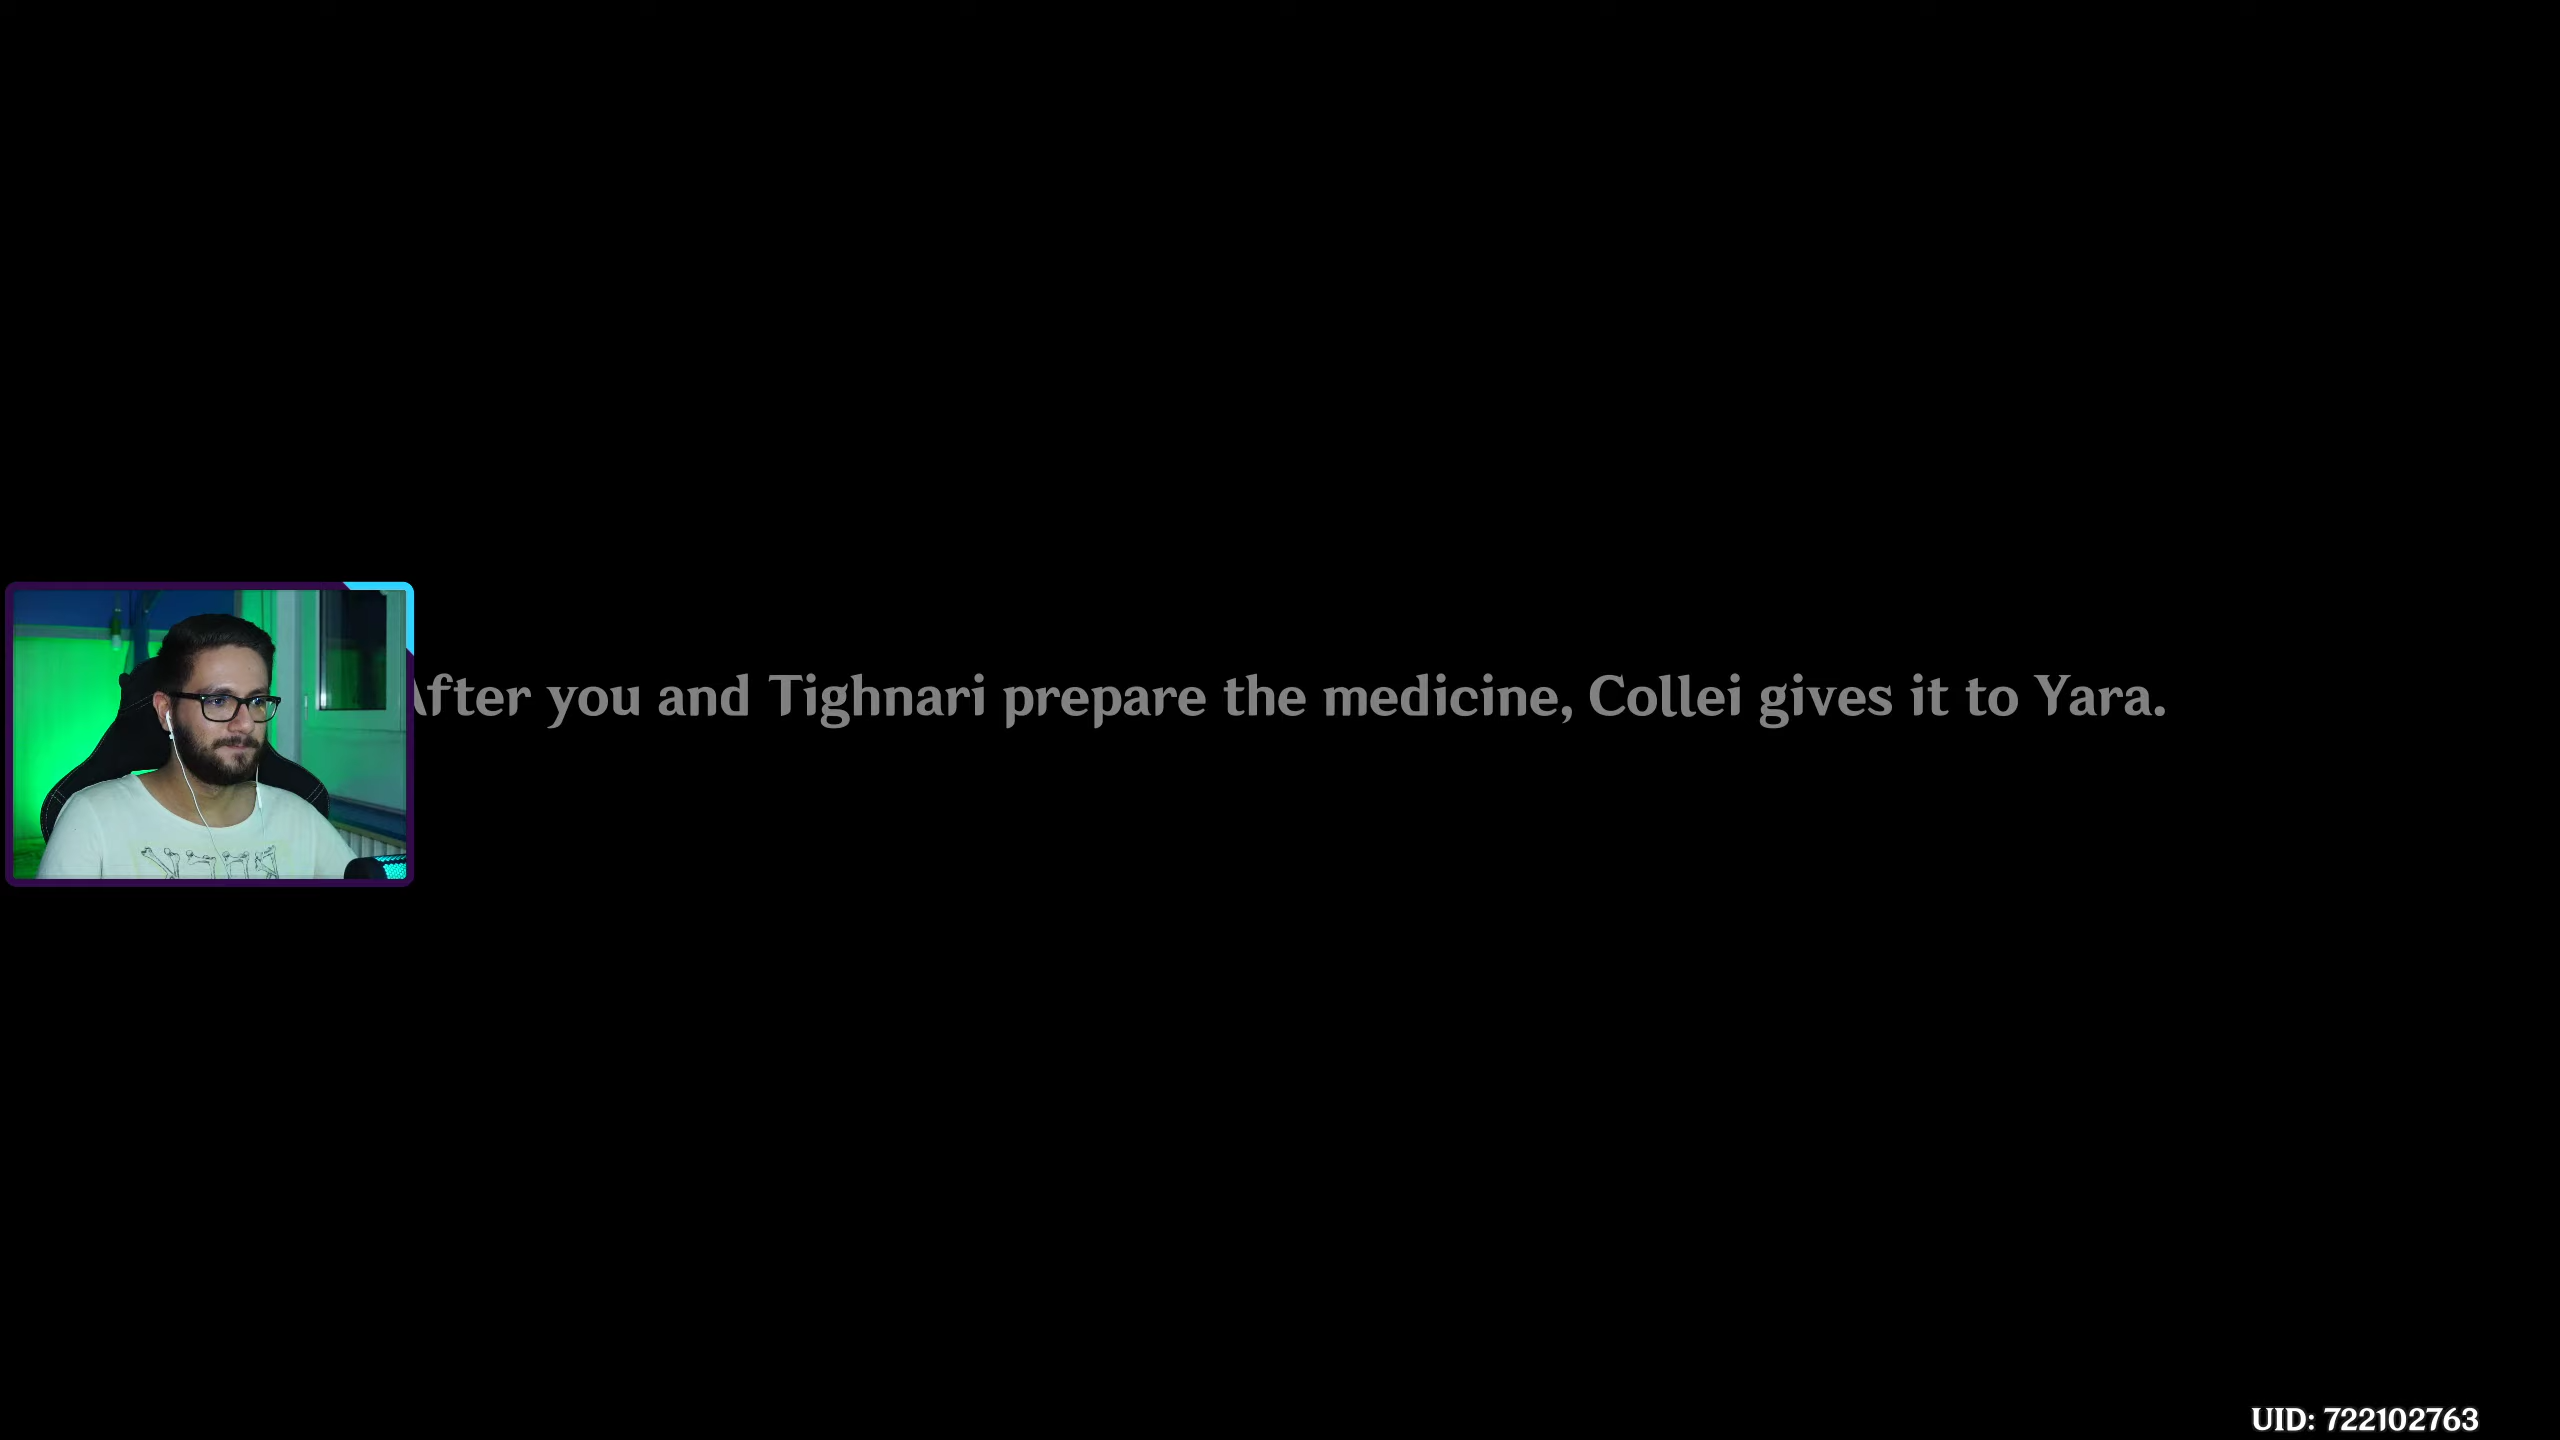 After you and Tighnari prepare the medicine, Collei gives it to Yara.
UID: 722102763